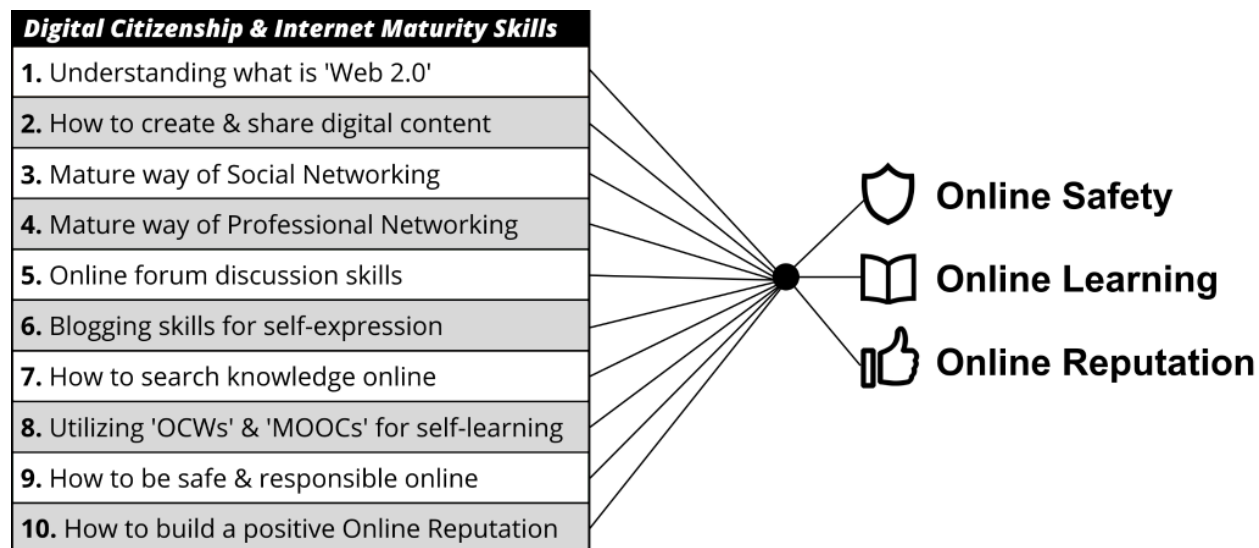 Digital Citizenship & Internet Maturity Skills
1. Understanding what is 'Web 2.0'
2. How to create & share digital content
3. Mature way of Social Networking
4. Mature way of Professional Networking
5. Online forum discussion skills
6. Blogging skills for self-expression
7. How to search knowledge online
8. Utilizing 'OCWs' & 'MOOCs' for self-learning
9. How to be safe & responsible online
10. How to build a positive Online Reputation
Online Safety
Online Learning
Online Reputation